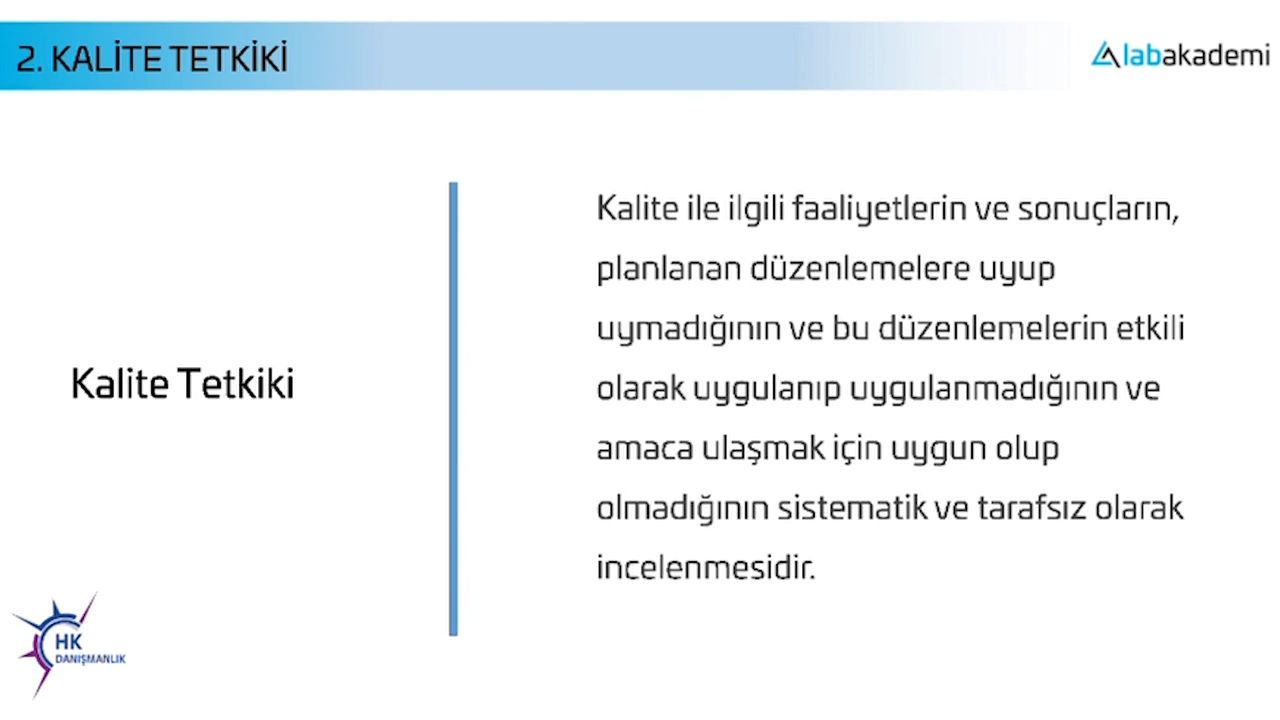 2. KALİTE TETKİKİ
labakademi
Kalite Tetkiki
Kalite ile ilgili faaliyetlerin ve sonuçların,
planlanan düzenlemelere uyup
uymadığının ve bu düzenlemelerin etkili
olarak uygulanıp uygulanmadığının ve
amaca ulaşmak için uygun olup
olmadığının sistematik ve tarafsız olarak
incelenmesidir.
HK
DANIŞMANLIK